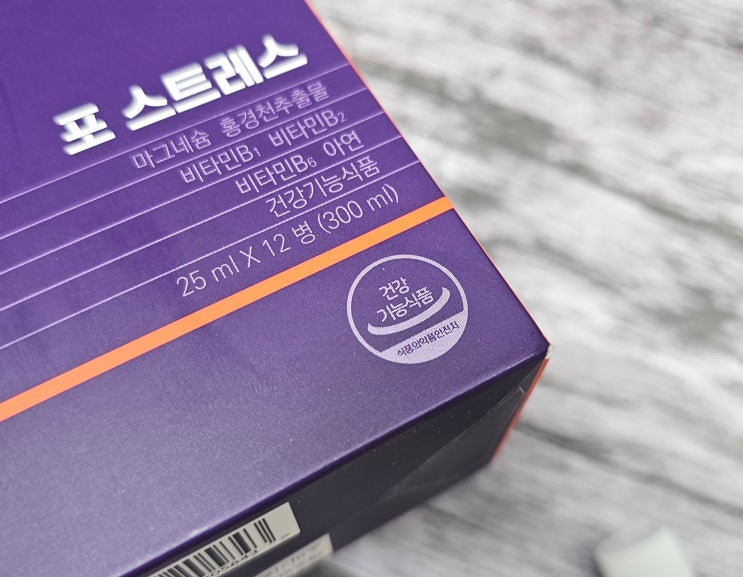 포 스트레스
마그네슘 홍경천추출물
비타민B₁ 비타민B₂
비타민B₆ 아연
건강기능식품
25 ml X 12 병 (300 ml)
건강
기능식품
식품의약품안전처